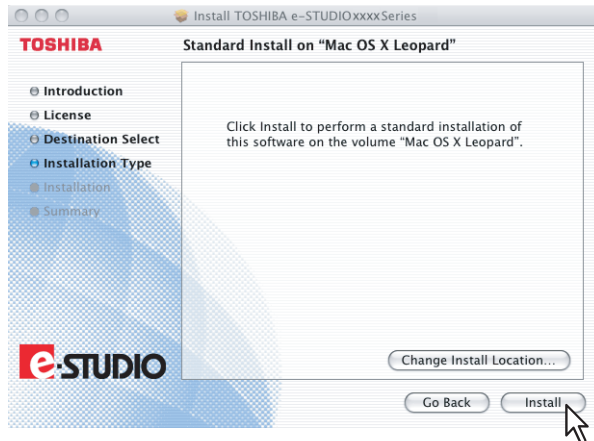 Install TOSHIBA e-STUDIOxxxxSeries
TOSHIBA
Standard Install on “Mac OS X Leopard”
Introduction
License
Destination Select
Installation Type
Installation
Summary
Click Install to perform a standard installation of
this software on the volume “Mac OS X Leopard”.
e-STUDIO
Change Install Location...
Go Back
Install